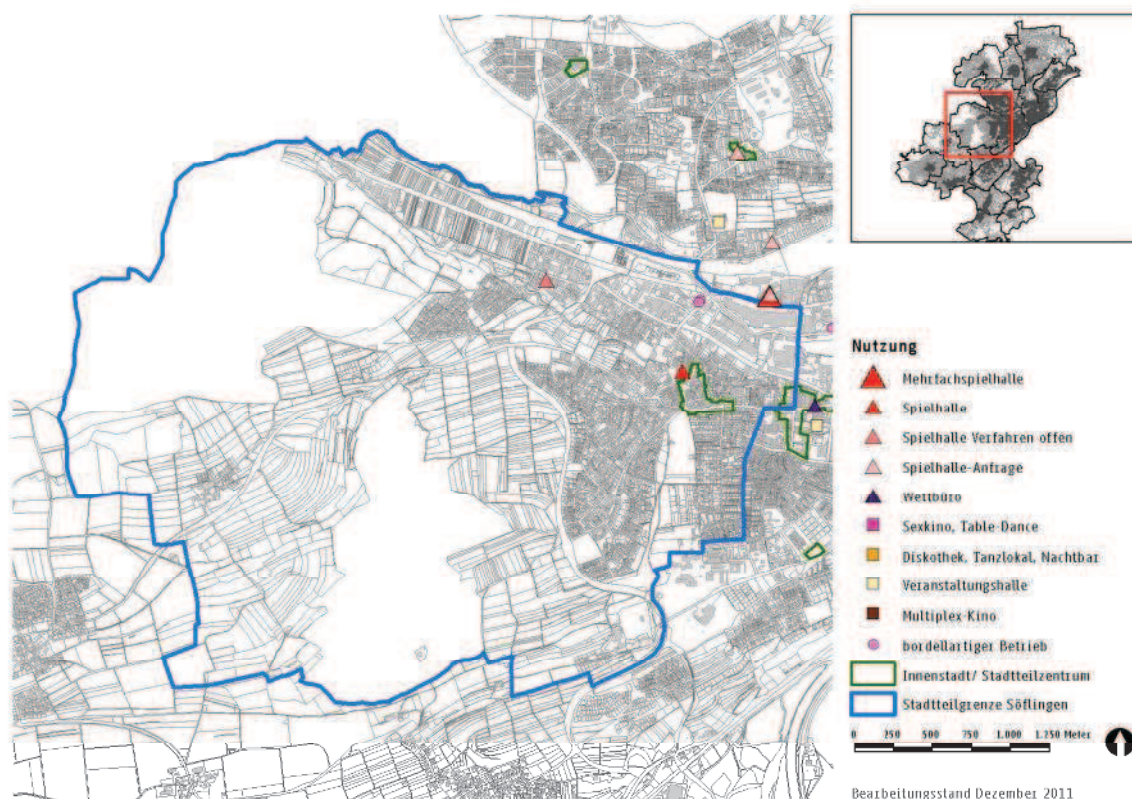 Nutzung
Mehrfachspielhalle
Spielhalle
Spielhalle Verfahren offen
Spielhalle-Anfrage
Wettbüro
Sexkino, Table-Dance
Diskothek, Tanzlokal, Nachtbar
Veranstaltungshalle
Multiplex-Kino
bordellartiger Betrieb
Innenstadt/ Stadtteilzentrum
Stadtteilgrenze Söflingen
0 250 500 750 1.000 1.250 Meter
Bearbeitungsstand Dezember 2011